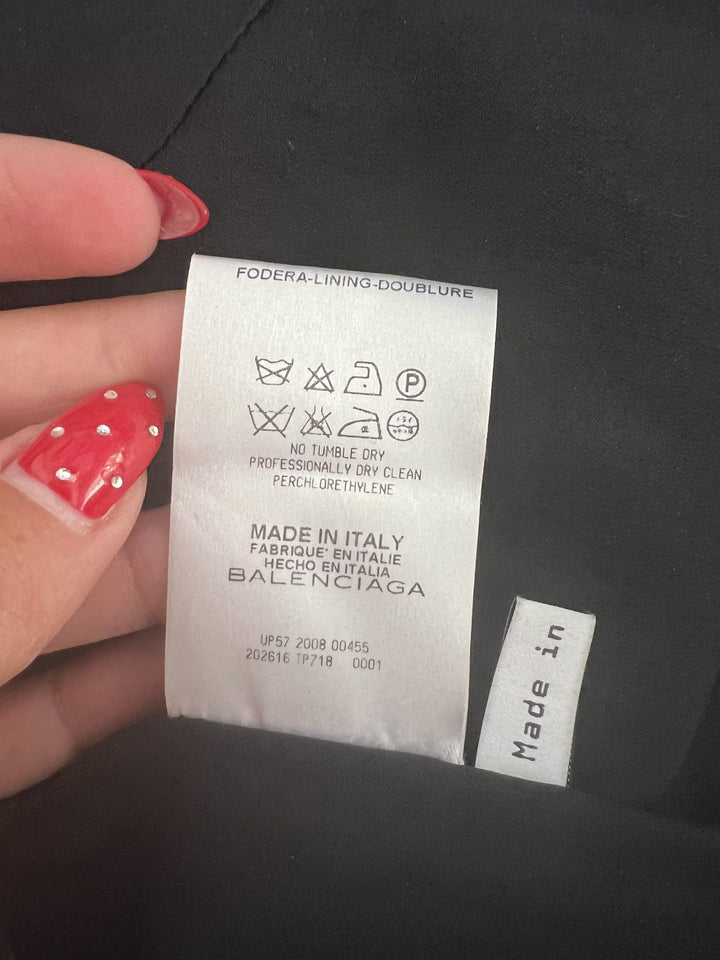 FODERA-LINING-DOUBLURE
P
NO TUMBLE DRY
PROFESSIONALLY DRY CLEAN
PERCHLORETHYLENE
MADE IN ITALY
FABRIQUE' EN ITALIE
HECHO EN ITALIA
BALENCIAGA
UP57 2008 00455
202616 TP718 0001
Made in